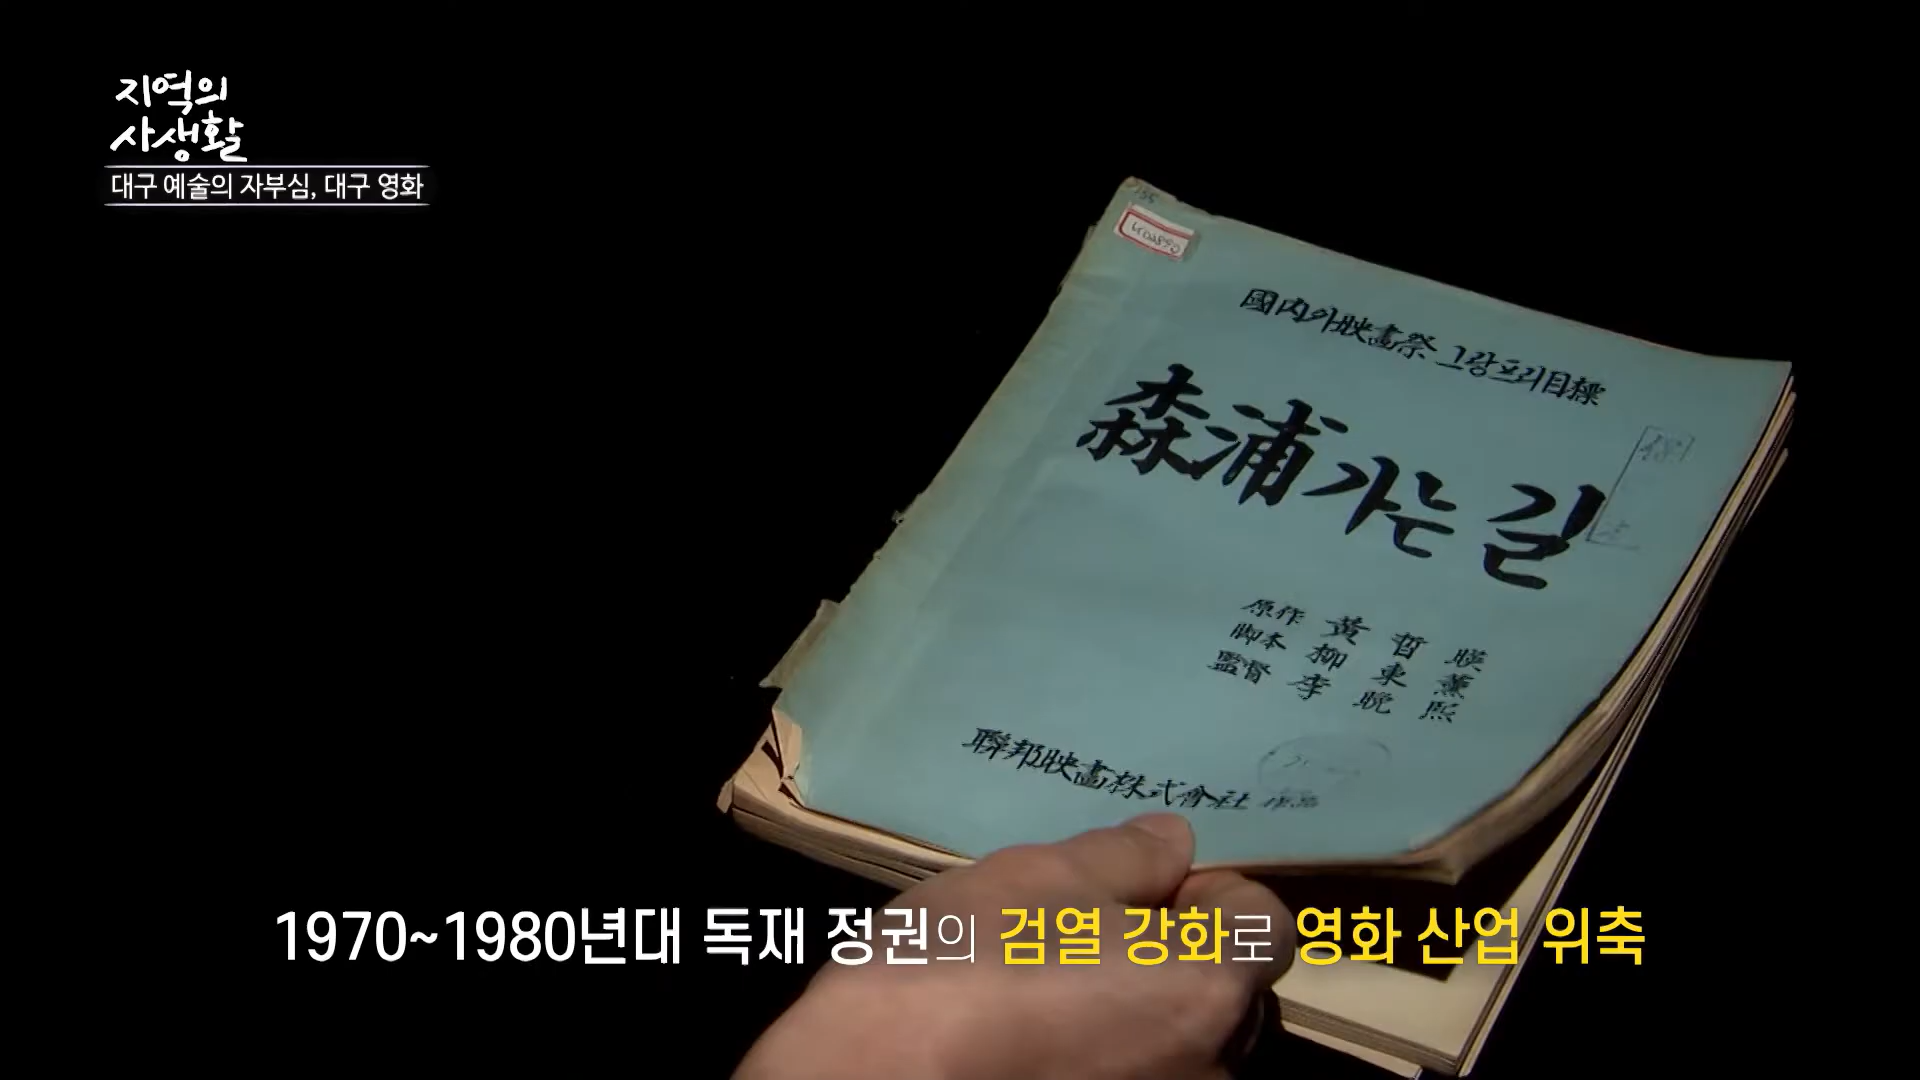 지역의
사생활
대구 예술의 자부심, 대구 영화
國內外映畫祭 그랑프리目標
森浦가는 길
原作 黃晳暎
脚本 柳東薰
監督 李晩熙
聯邦映畫株式會社 作品
1970~1980년대 독재 정권의 검열 강화로 영화 산업 위축